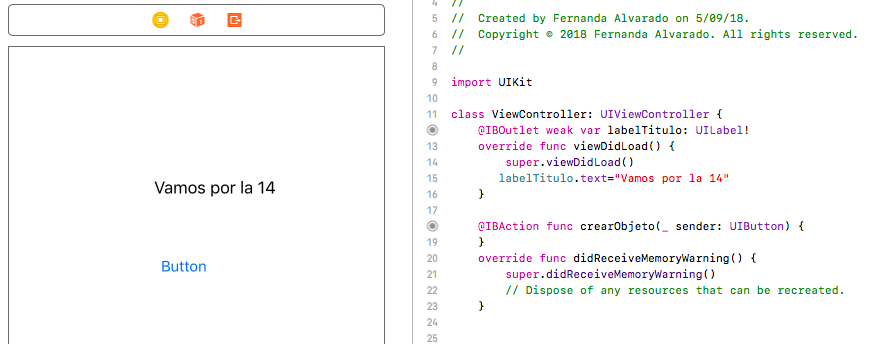 Vamos por la 14
Button
4 //
5 // Created by Fernanda Alvarado on 5/09/18.
6 // Copyright © 2018 Fernanda Alvarado. All rights reserved.
7 //
8
9 import UIKit
10
11 class ViewController: UIViewController {
@IBOutlet weak var labelTitulo: UILabel!
13 override func viewDidLoad() {
14 super.viewDidLoad()
15 labelTitulo.text="Vamos por la 14"
16 }
17
@IBAction func crearObjeto(_ sender: UIButton) {
19 }
20 override func didReceiveMemoryWarning() {
21 super.didReceiveMemoryWarning()
22 // Dispose of any resources that can be recreated.
23 }
24
25